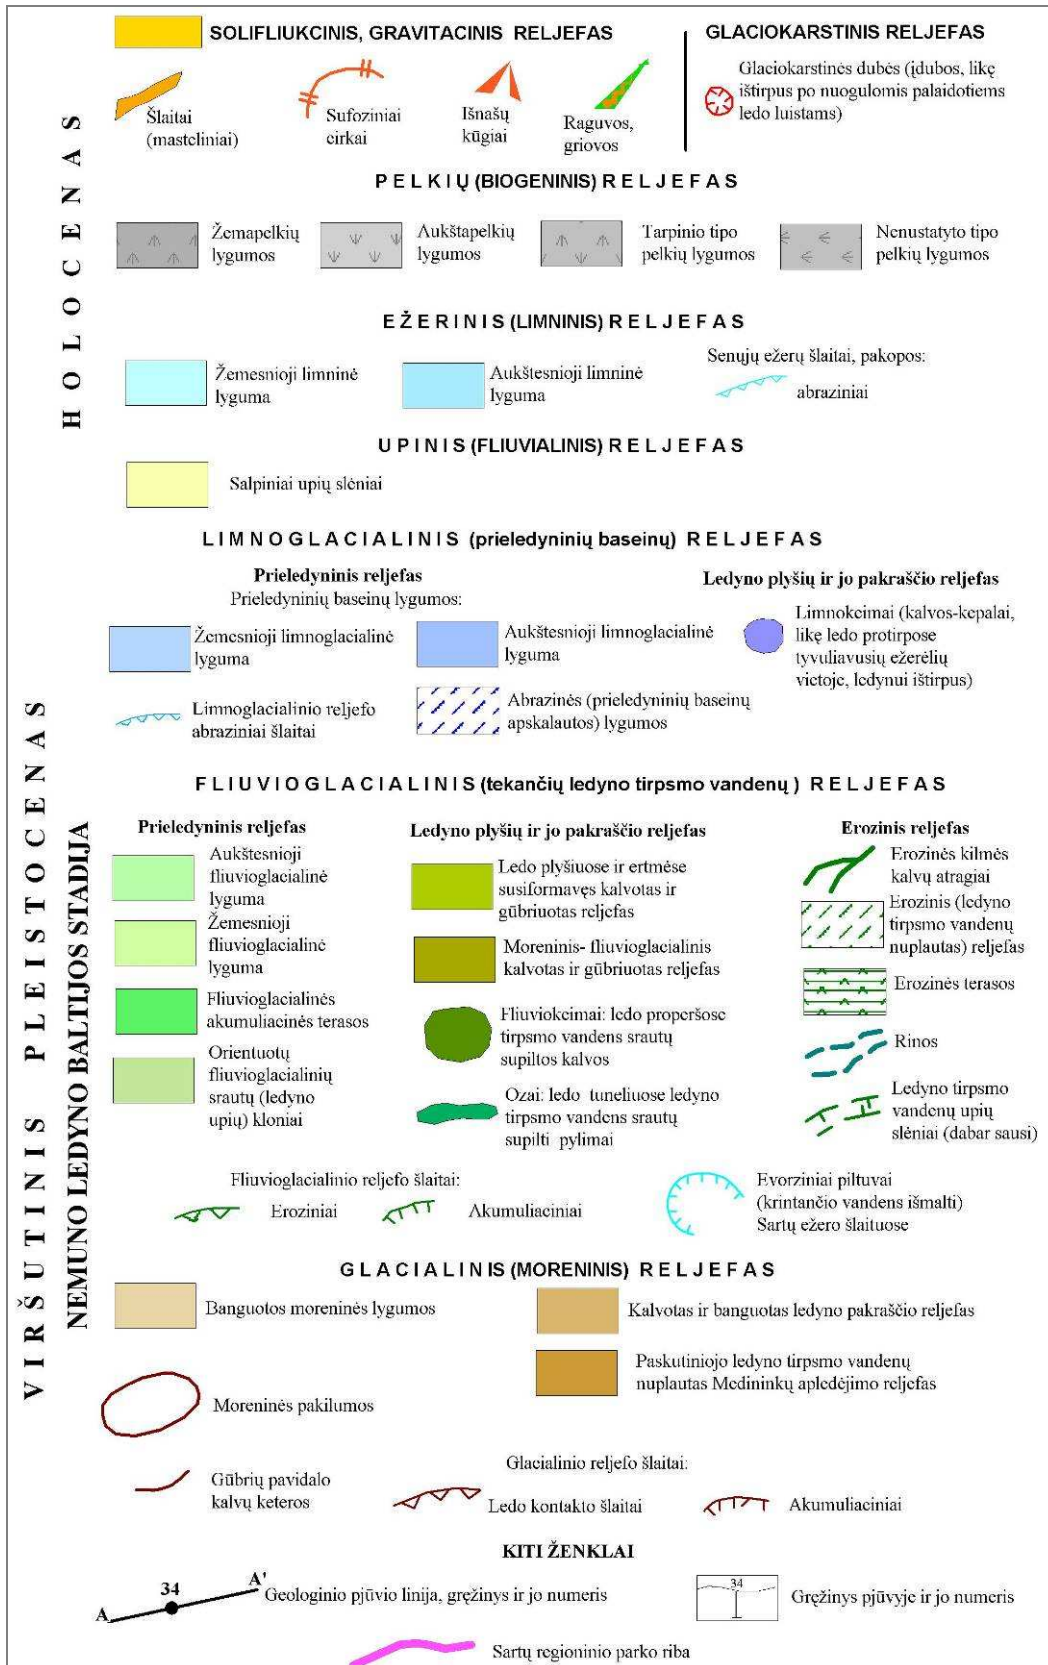 SOLIFLIUKCINIS, GRAVITACINIS RELJEFAS
Šlaitai
(masteliniai)
Sufoziniai
cirkai
Išnašų
kūgiai
Raguvos,
griovos
GLACIOKARSTINIS RELJEFAS
Glaciokarstinės dubės (įdubos, likę
ištirpus po nuogulomis palaidotiems
ledo luistams)
HOLOCENAS
PELKIŲ (BIOGENINIS) RELJEFAS
Žemapelkių
lygumos
Aukštapelkių
lygumos
Tarpinio tipo
pelkių lygumos
Nenustatyto tipo
pelkių lygumos
EŽERINIS (LIMNINIS) RELJEFAS
Žemesnioji limninė
lyguma
Aukštesnioji limninė
lyguma
Senųjų ežerų šlaitai, pakopos:
abraziniai
UPINIS (FLIUVIALINIS) RELJEFAS
Salpiniai upių slėniai
VIRŠUTINIS PLEISTOCENAS
NEMUNO LEDYNO BALTIJOS STADIJA
LIMNOGLACIALINIS (prieledyninių baseinų) RELJEFAS
Prieledyninis reljefas
Prieledyninių baseinų lygumos:
Žemesnioji limnoglacialinė
lyguma
Aukštesnioji limnoglacialinė
lyguma
Limnoglacialinio reljefo
abraziniai šlaitai
Abrazinės (prieledyninių baseinų
apskalautos) lygumos
Ledyno plyšių ir jo pakraščio reljefas
Limnokeimai (kalvos-kepalai,
likę ledo protirpose
tyvuliavusių ežerėlių
vietoje, ledynui ištirpus)
FLIUVIOGLACIALINIS (tekančių ledyno tirpsmo vandenų ) RELJEFAS
Prieledyninis reljefas
Aukštesnioji
fliuvioglacialinė
lyguma
Žemesnioji
fliuvioglacialinė
lyguma
Fliuvioglacialinės
akumuliacinės terasos
Orientuotų
fliuvioglacialinių
srautų (ledyno
upių) kloniai
Ledyno plyšių ir jo pakraščio reljefas
Ledo plyšiuose ir ertmėse
susiformavęs kalvotas ir
gūbriuotas reljefas
Moreninis- fliuvioglacialinis
kalvotas ir gūbriuotas reljefas
Fliuviokeimai: ledo properšose
tirpsmo vandens srautų
supiltos kalvos
Ozai: ledo tuneliuose ledyno
tirpsmo vandens srautų
supilti pylimai
Erozinis reljefas
Erozinės kilmės
kalvų atragiai
Erozinis (ledyno
tirpsmo vandenų
nuplautas) reljefas
Erozinės terasos
Rinos
Ledyno tirpsmo
vandenų upių
slėniai (dabar sausi)
Fliuvioglacialinio reljefo šlaitai:
Eroziniai
Akumuliaciniai
Evorziniai piltuvai
(krintančio vandens išmalti)
Sartų ežero šlaituose
GLACIALINIS (MORENINIS) RELJEFAS
Banguotos moreninės lygumos
Kalvotas ir banguotas ledyno pakraščio reljefas
Paskutiniojo ledyno tirpsmo vandenų
nuplautas Medininkų apledėjimo reljefas
Moreninės pakilumos
Gūbrių pavidalo
kalvų keteros
Glacialinio reljefo šlaitai:
Ledo kontakto šlaitai
Akumuliaciniai
KITI ŽENKLAI
A 34 A'
Geologinio pjūvio linija, gręžinys ir jo numeris
34
Gręžinys pjūvyje ir jo numeris
Sartų regioninio parko riba